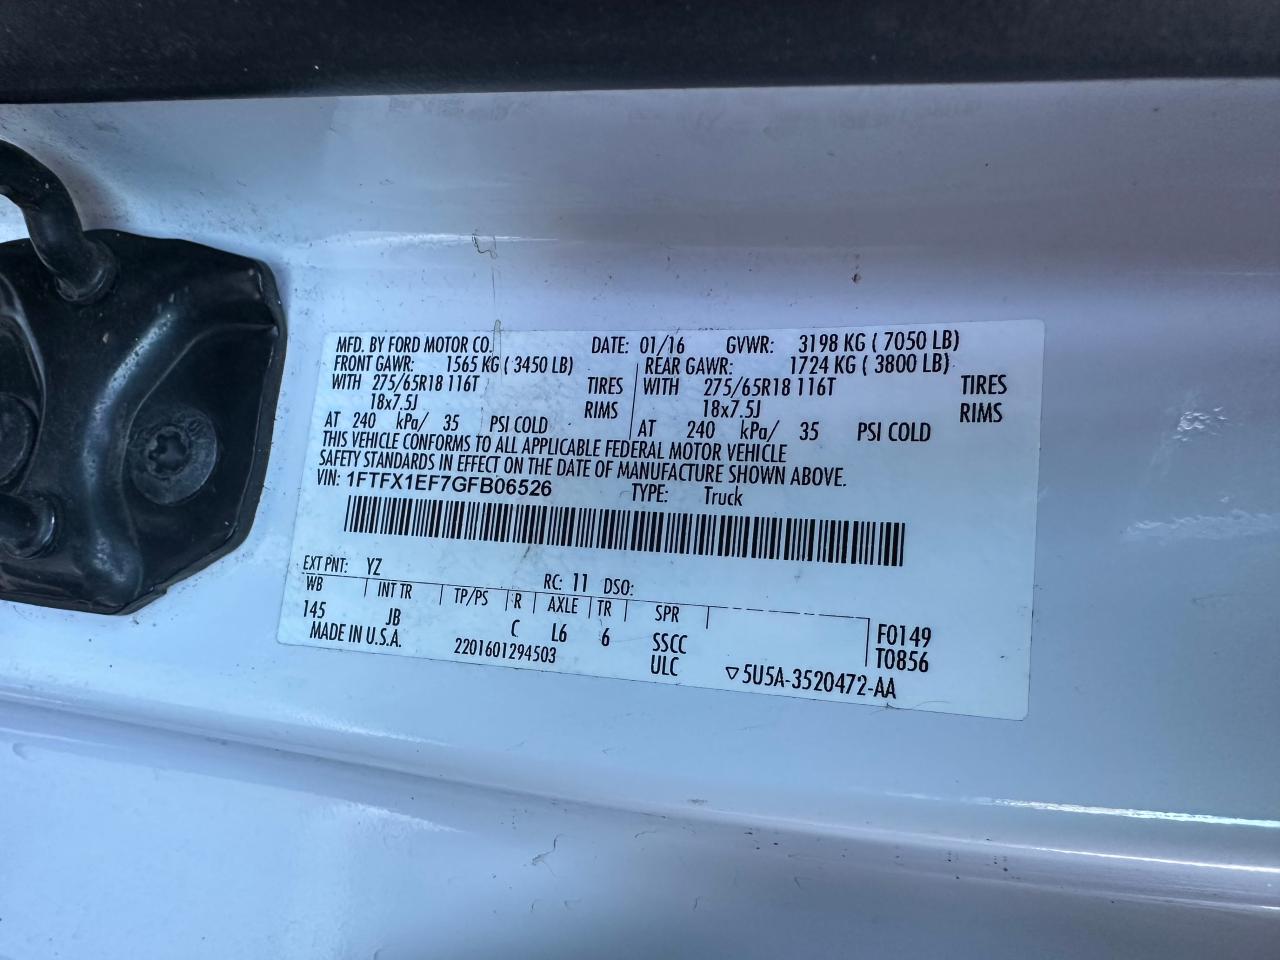 MFD. BY FORD MOTOR CO. DATE: 01/16 GVWR: 3198 KG ( 7050 LB)
FRONT GAWR: 1565 KG ( 3450 LB) REAR GAWR: 1724 KG ( 3800 LB)
WITH 275/65R18 116T TIRES WITH 275/65R18 116T TIRES
18x7.5J RIMS 18x7.5J RIMS
AT 240 kPa/ 35 PSI COLD AT 240 kPa/ 35 PSI COLD
THIS VEHICLE CONFORMS TO ALL APPLICABLE FEDERAL MOTOR VEHICLE
SAFETY STANDARDS IN EFFECT ON THE DATE OF MANUFACTURE SHOWN ABOVE.
VIN: 1FTFX1EF7GFB06526 TYPE: Truck
EXT PNT: YZ RC: 11 DSO:
WB INT TR TP/PS R AXLE TR SPR
145 JB C L6 6 SSCC F0149
MADE IN U.S.A. 2201601294503 ULC T0856
▽5U5A-3520472-AA